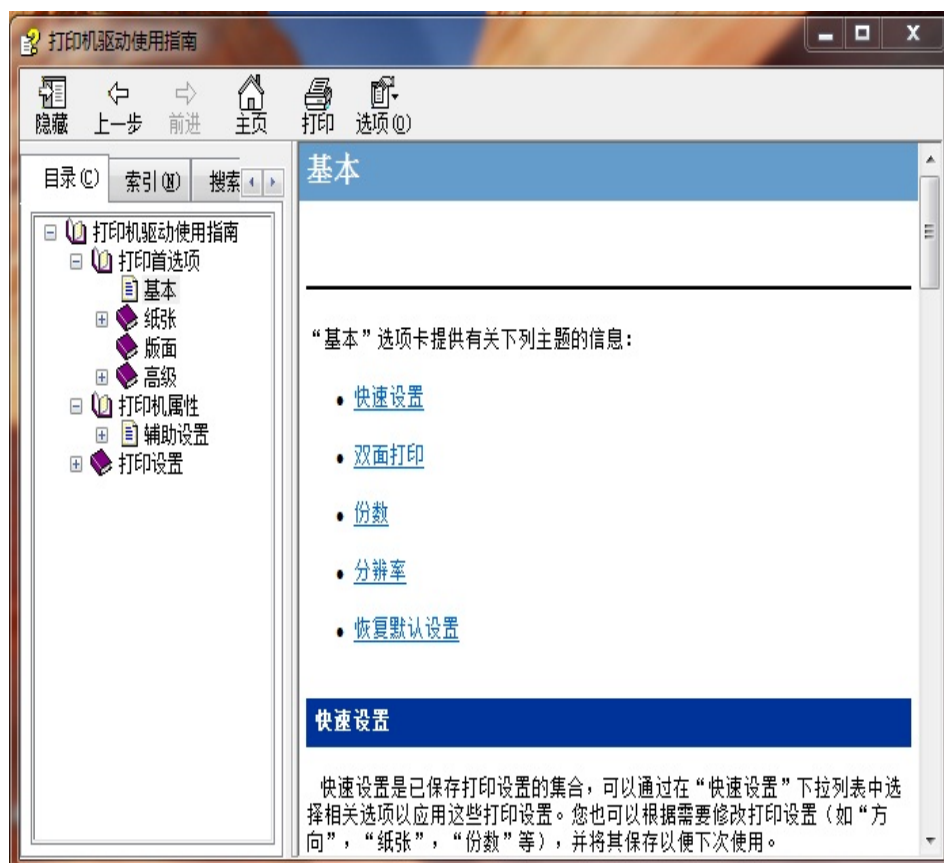 打印机驱动使用指南
隐藏 上一步 前进 主页 打印 选项(O)
目录(C) 索引(N) 搜索
打印机驱动使用指南
打印首选项
基本
纸张
版面
高级
打印机属性
辅助设置
打印设置
基本
“基本”选项卡提供有关下列主题的信息：
快速设置
双面打印
份数
分辨率
恢复默认设置
快速设置
快速设置是已保存打印设置的集合，可以通过在“快速设置”下拉列表中选
择相关选项以应用这些打印设置。您也可以根据需要修改打印设置（如“方
向”，“纸张”，“份数”等），并将其保存以便下次使用。